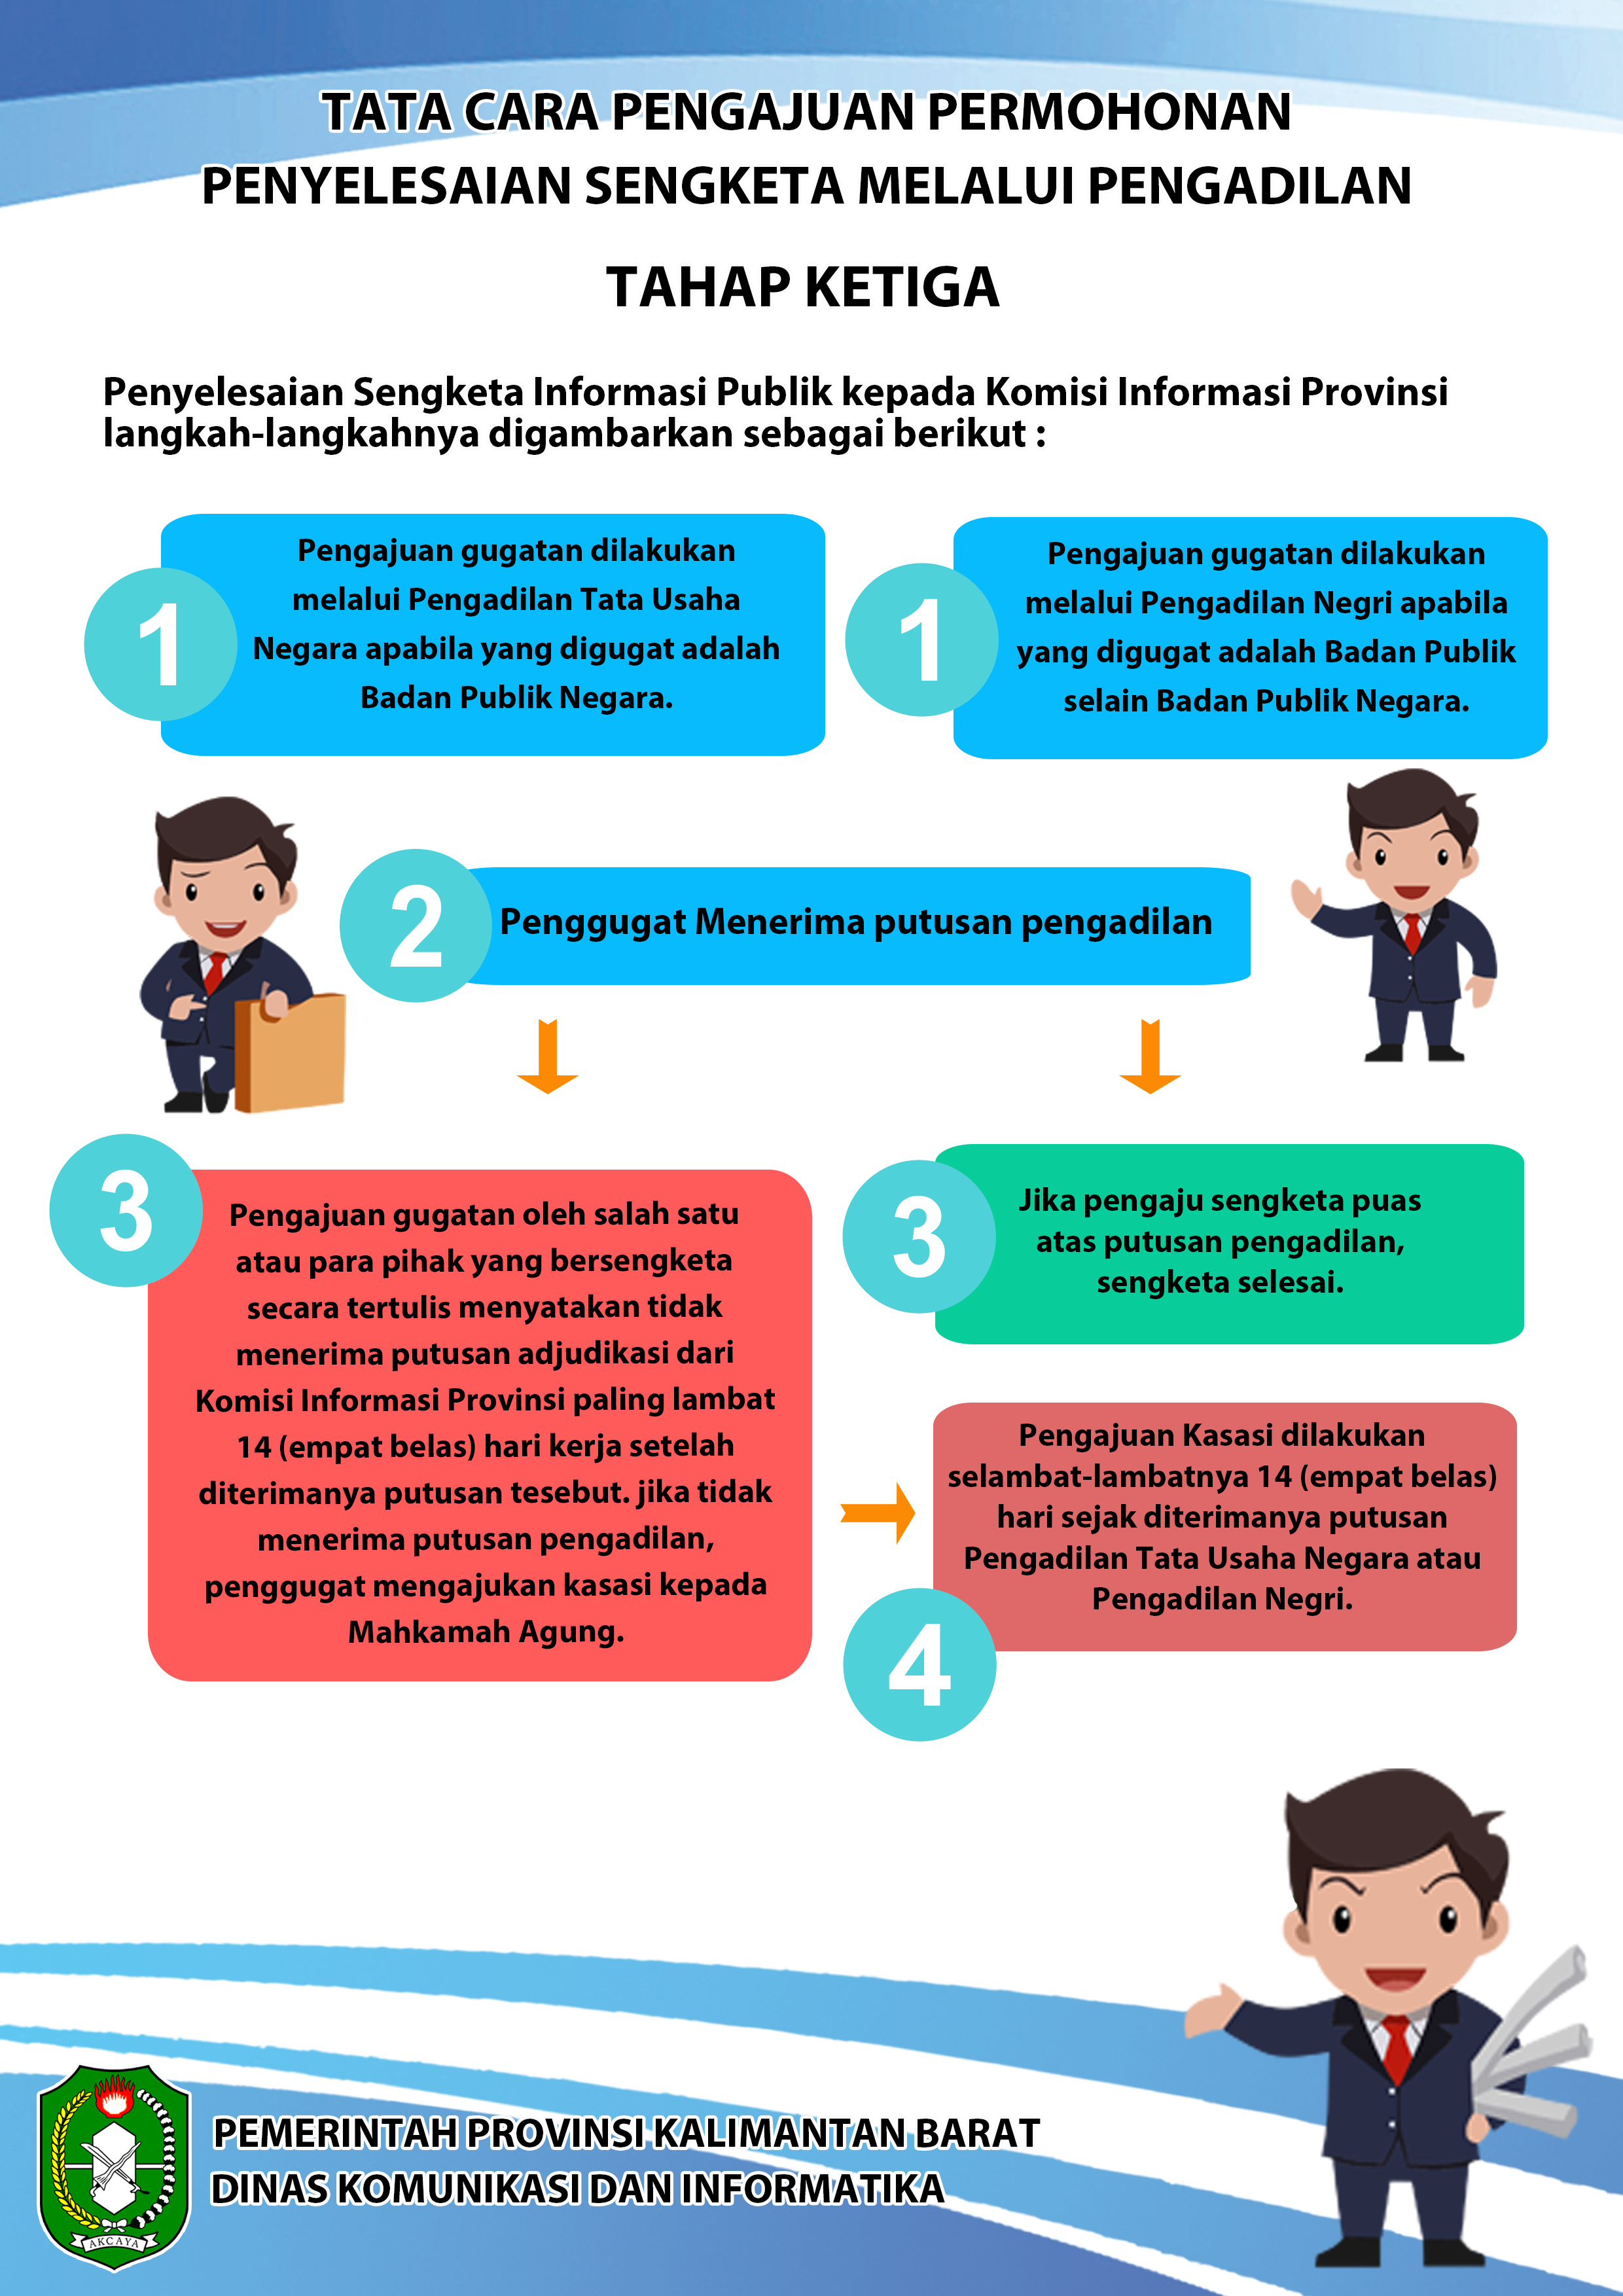 TATA CARA PENGAJUAN PERMOHONAN
PENYELESAIAN SENGKETA MELALUI PENGADILAN
TAHAP KETIGA
Penyelesaian Sengketa Informasi Publik kepada Komisi Informasi Provinsi
langkah-langkahnya digambarkan sebagai berikut :
1
Pengajuan gugatan dilakukan
melalui Pengadilan Tata Usaha
Negara apabila yang digugat adalah
Badan Publik Negara.
1
Pengajuan gugatan dilakukan
melalui Pengadilan Negri apabila
yang digugat adalah Badan Publik
selain Badan Publik Negara.
2
Penggugat Menerima putusan pengadilan
3
Pengajuan gugatan oleh salah satu
atau para pihak yang bersengketa
secara tertulis menyatakan tidak
menerima putusan adjudikasi dari
Komisi Informasi Provinsi paling lambat
14 (empat belas) hari kerja setelah
diterimanya putusan tesebut. jika tidak
menerima putusan pengadilan,
penggugat mengajukan kasasi kepada
Mahkamah Agung.
3
Jika pengaju sengketa puas
atas putusan pengadilan,
sengketa selesai.
Pengajuan Kasasi dilakukan
selambat-lambatnya 14 (empat belas)
hari sejak diterimanya putusan
Pengadilan Tata Usaha Negara atau
Pengadilan Negri.
4
PEMERINTAH PROVINSI KALIMANTAN BARAT
DINAS KOMUNIKASI DAN INFORMATIKA
AKCAYA